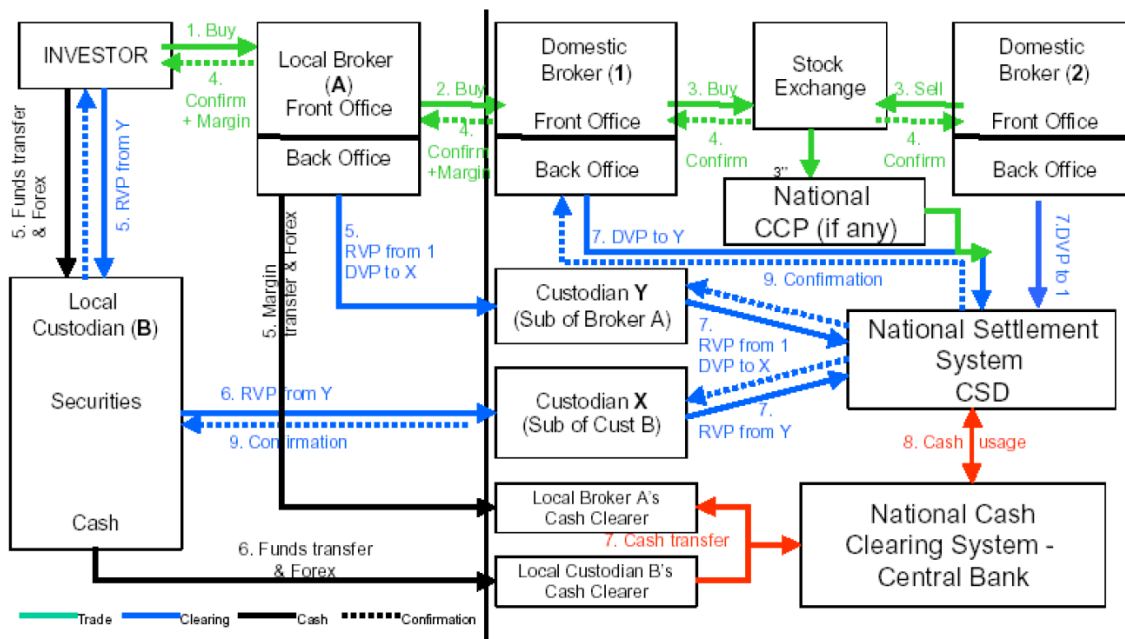 INVESTOR
1. Buy
4.
Confirm
+ Margin
Local Broker
(A)
Front Office
Back Office
2. Buy
4.
Confirm
+Margin
Domestic
Broker (1)
Front Office
Back Office
3. Buy
4.
Confirm
Stock
Exchange
3. Sell
4.
Confirm
Domestic
Broker (2)
Front Office
Back Office
3"
National
CCP (if any)
5. Funds transfer
& Forex
5. RVP from Y
5.
RVP from 1
DVP to X
5. Margin
transfer & Forex
7. DVP to Y
9. Confirmation
7.DVP to 1
Local
Custodian (B)
Securities
Cash
Custodian Y
(Sub of Broker A)
7.
RVP from 1
DVP to X
National Settlement
System
CSD
6. RVP from Y
9. Confirmation
Custodian X
(Sub of Cust B)
7.
RVP from Y
8. Cash usage
Local Broker A's
Cash Clearer
7. Cash transfer
National Cash
Clearing System -
Central Bank
6. Funds transfer
& Forex
Local Custodian B's
Cash Clearer
Trade
Clearing
Cash
Confirmation